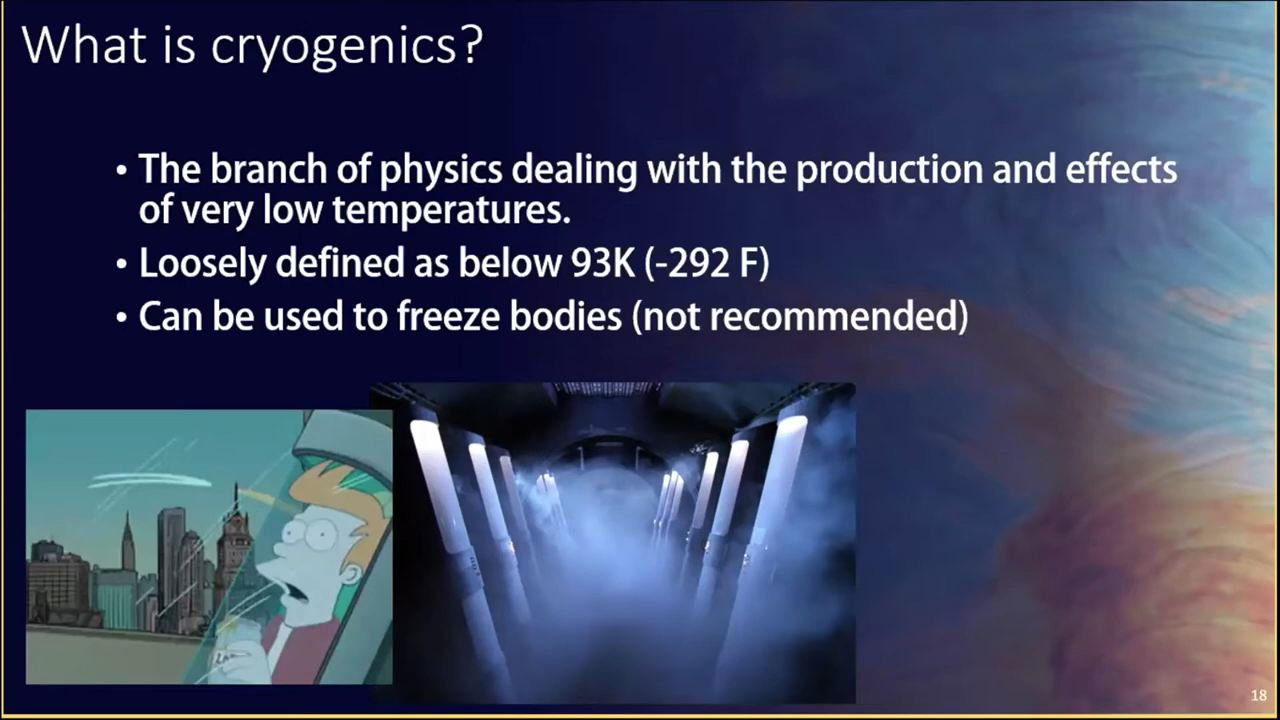 What is cryogenics?
• The branch of physics dealing with the production and effects
of very low temperatures.
• Loosely defined as below 93K (-292 F)
• Can be used to freeze bodies (not recommended)
18